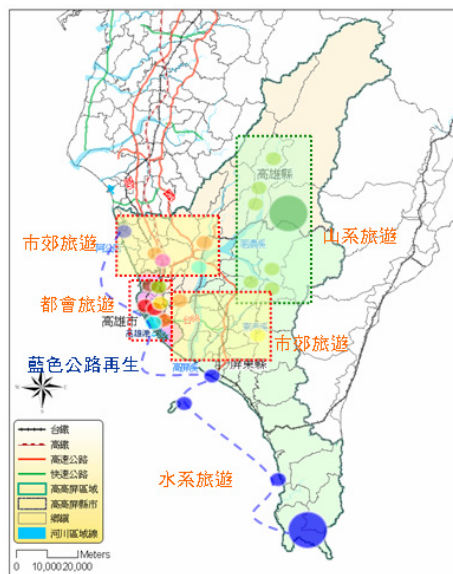 高雄縣
市郊旅遊
山系旅遊
都會旅遊
高雄市
市郊旅遊
藍色公路再生
高屏溪
屏東縣
水系旅遊
台鐵
高鐵
高速公路
快速公路
高高屏區域
高高屏縣市
鄉鎮
河川區域線
Meters
0 10,000 20,000